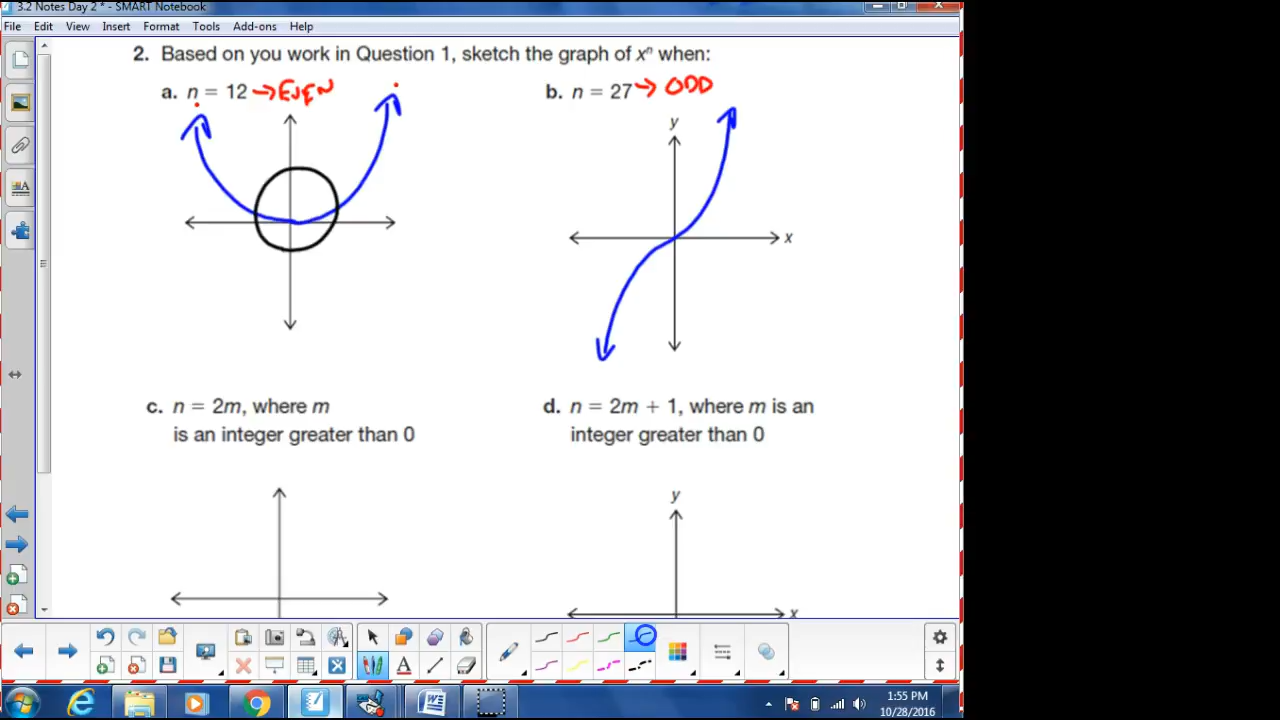 3.2 Notes Day 2 * - SMART Notebook
File Edit View Insert Format Tools Add-ons Help
2. Based on you work in Question 1, sketch the graph of xⁿ when:
a. n = 12 → EVEN
b. n = 27 → ODD
y
x
c. n = 2m, where m
is an integer greater than 0
d. n = 2m + 1, where m is an
integer greater than 0
y
x
A
1:55 PM
10/28/2016